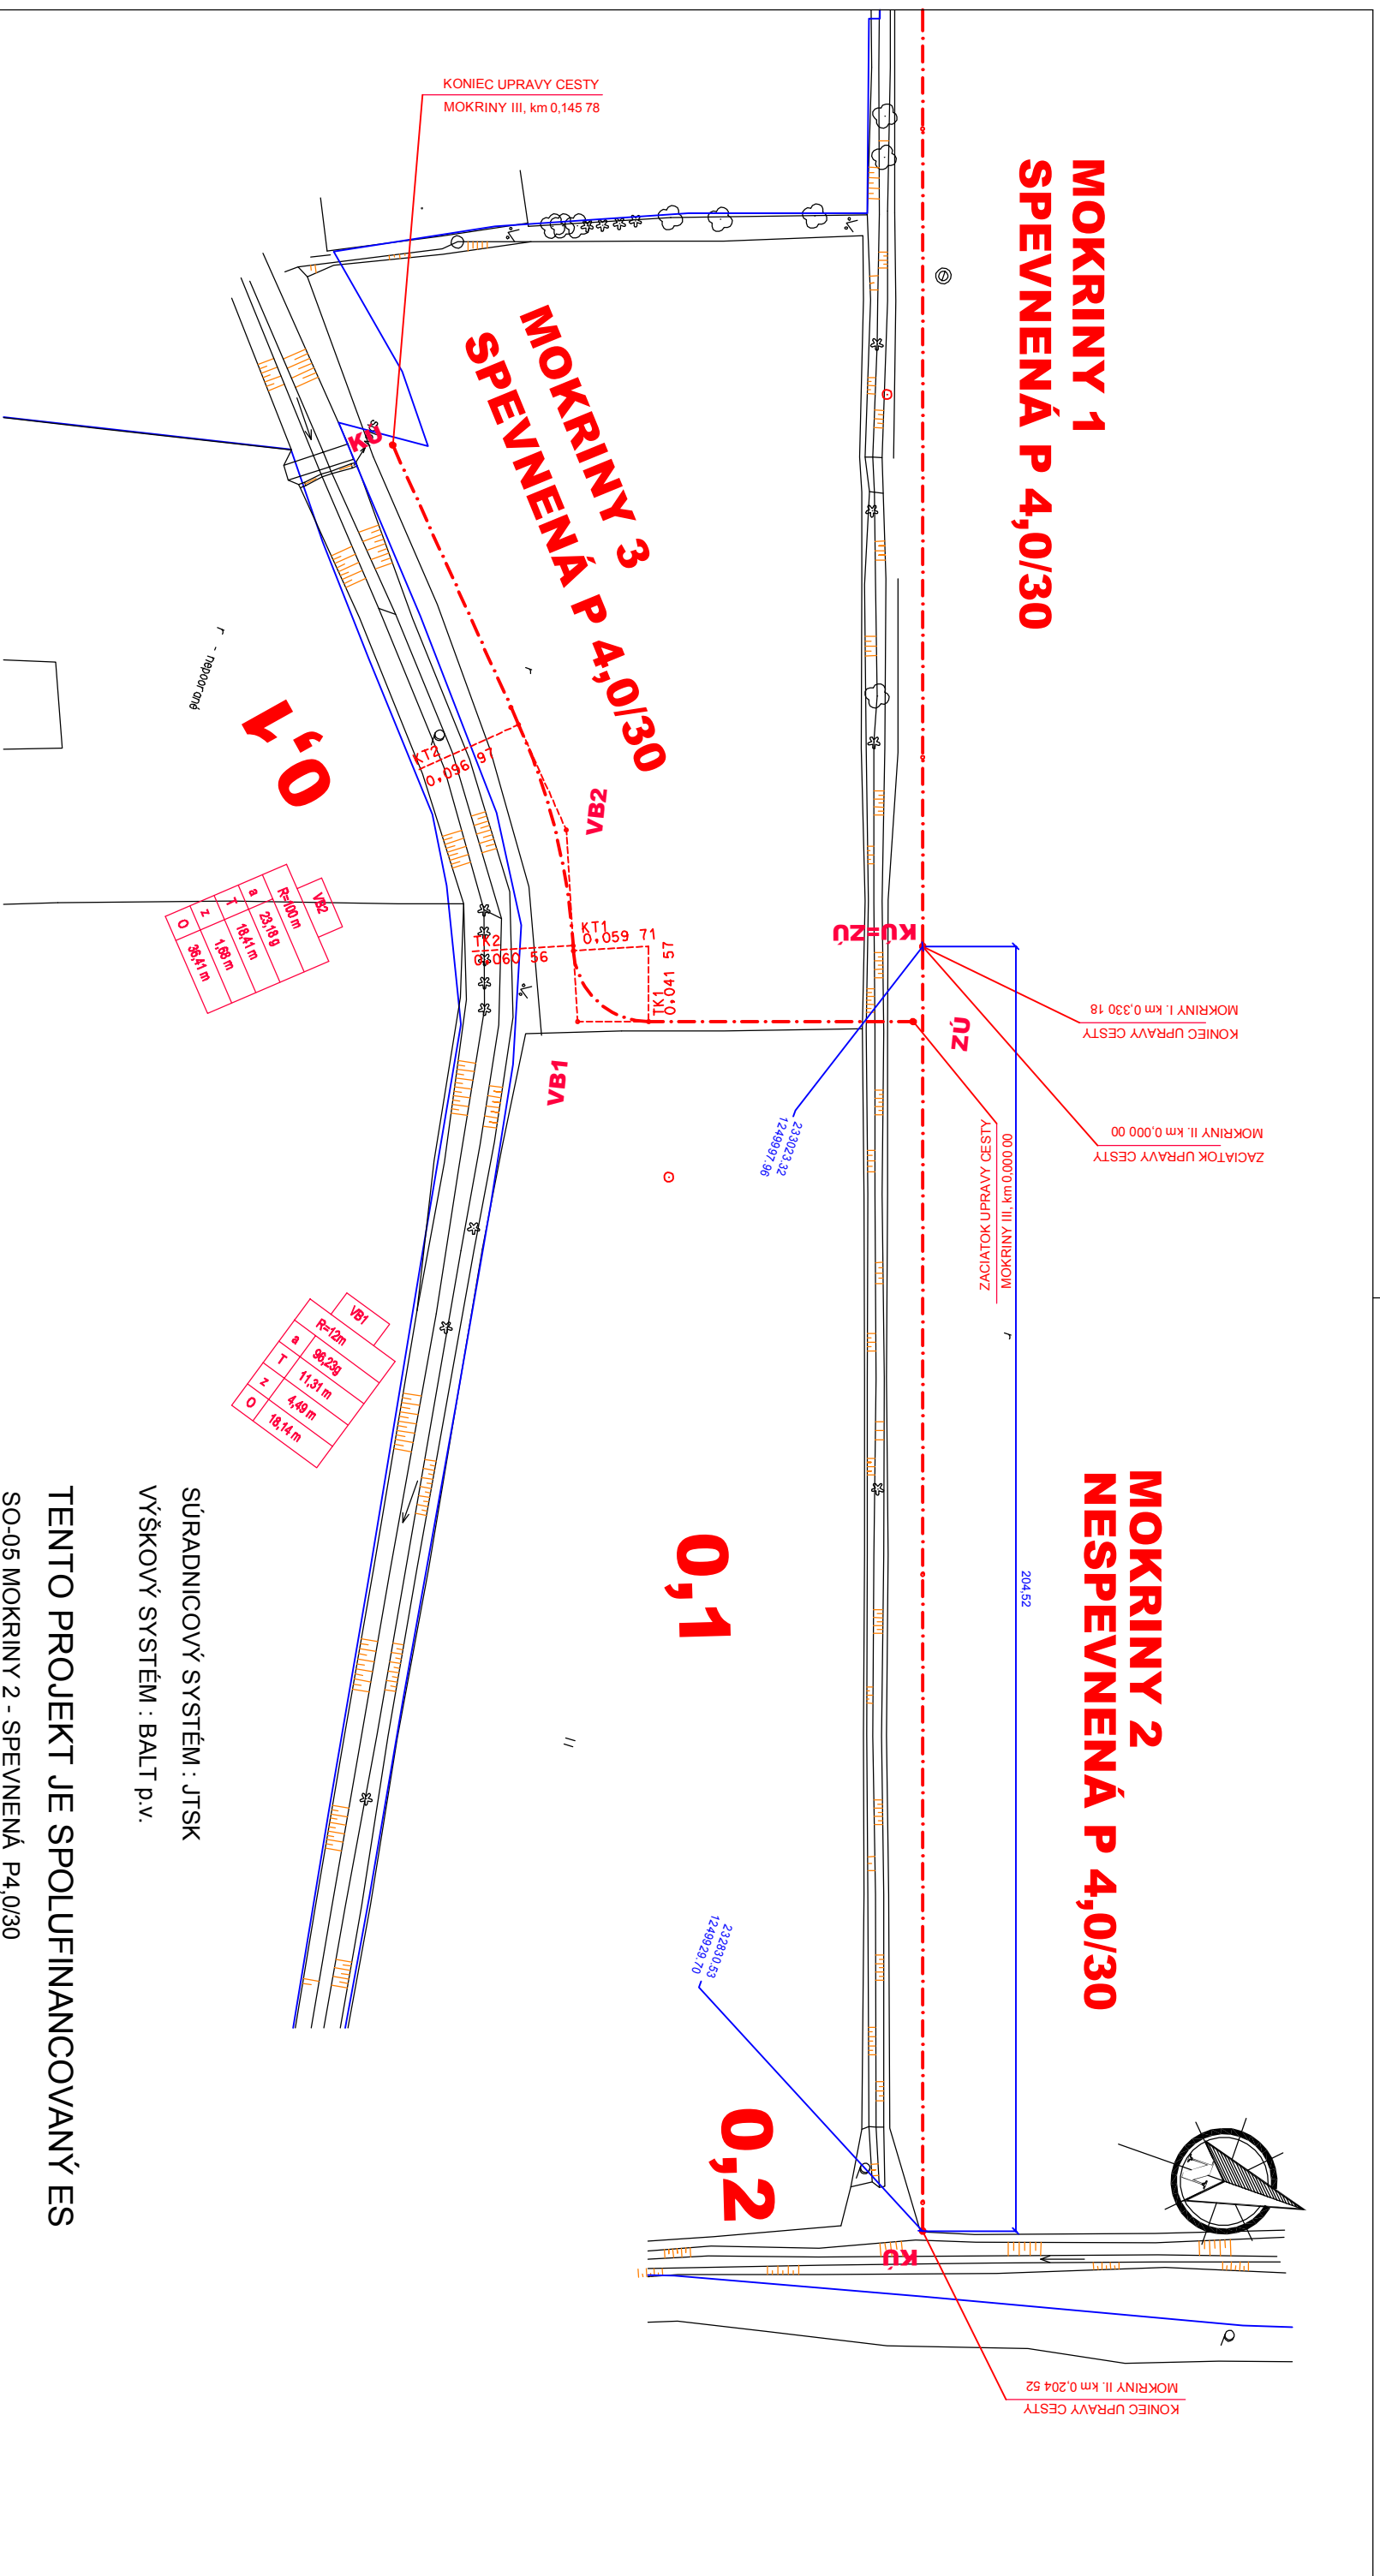 KONIEC UPRAVY CESTY
MOKRINY III, km 0,145 78
MOKRINY 1
SPEVNENÁ P 4,0/30
MOKRINY 3
SPEVNENÁ P 4,0/30
KÚ
r
r - nepoorané
0,1
KT2
0,096 97
VB2
KT1
0,059 71
TK2
0,060 56
TK1
0,041 57
VB1
KÚ=ZÚ
ZÚ
MOKRINY I. km 0,330 18
KONIEC UPRAVY CESTY
MOKRINY II. km 0,000 00
ZACIATOK UPRAVY CESTY
ZACIATOK UPRAVY CESTY
MOKRINY III, km 0,000 00
233023.32
1249997.96
VB2
R=100 m
a 23,18 g
T 18,41 m
z 1,68 m
O 36,41 m
VB1
R=12m
a 96,23g
T 11,31 m
z 4,49 m
O 18,14 m
r
204,52
MOKRINY 2
NESPEVNENÁ P 4,0/30
0,1
0,2
232830.53
1249929.70
KÚ
MOKRINY II. km 0,204 52
KONIEC UPRAVY CESTY
SÚRADNICOVÝ SYSTÉM : JTSK
VÝŠKOVÝ SYSTÉM : BALT p.v.
TENTO PROJEKT JE SPOLUFINANCOVANÝ ES
SO-05 MOKRINY 2 - SPEVNENÁ P4,0/30